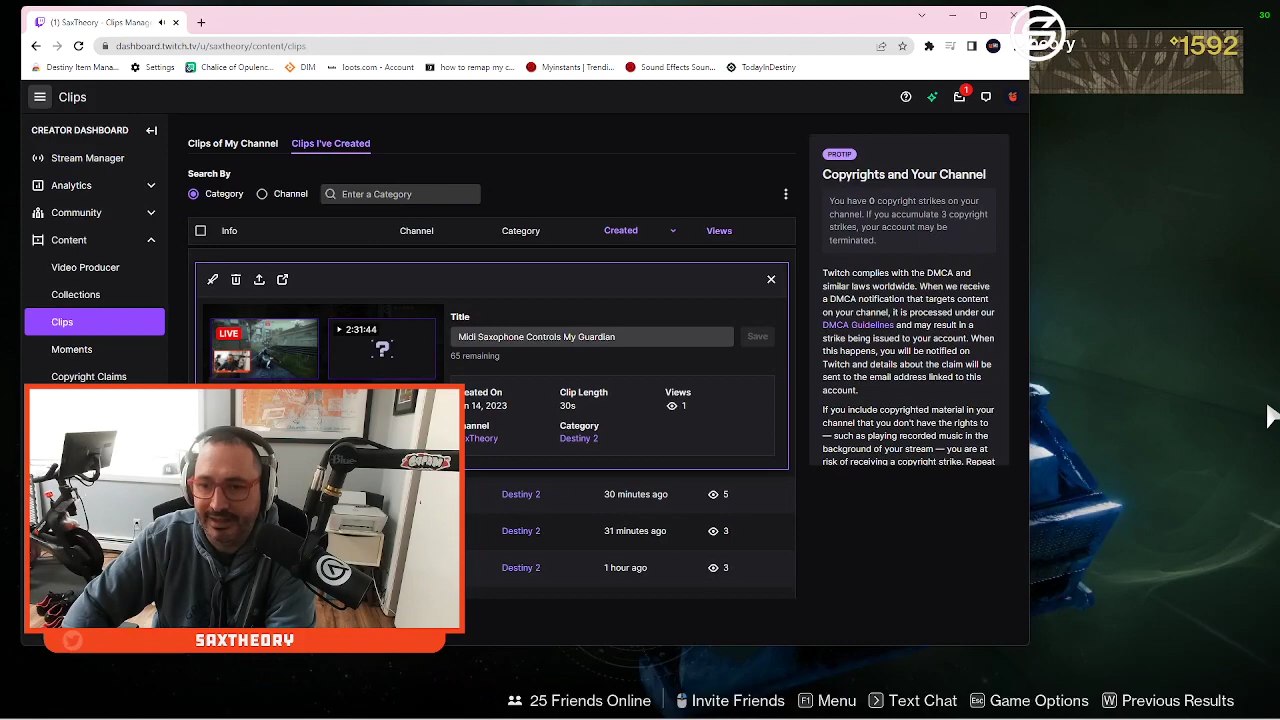 (1) SaxTheory - Clips Manag
dashboard.twitch.tv/u/saxtheory/content/clips
Destiny Item Mana...
Settings
Chalice of Opulenc...
DIM
how to remap my c...
Myinstants | Trendi...
Sound Effects Soun...
TodayInDestiny
30
1592
Clips
1
CREATOR DASHBOARD
Stream Manager
Analytics
Community
Content
Video Producer
Collections
Clips
Moments
Copyright Claims
Clips of My Channel
Clips I've Created
Search By
Category
Channel
Enter a Category
Info
Channel
Category
Created
Views
LIVE
2:31:44
Title
Midi Saxophone Controls My Guardian
Save
65 remaining
Clip Length
Views
14, 2023
30s
1
Category
Destiny 2
Destiny 2
30 minutes ago
5
Destiny 2
31 minutes ago
3
Destiny 2
1 hour ago
3
PROTIP
Copyrights and Your Channel
You have 0 copyright strikes on your
channel. If you accumulate 3 copyright
strikes, your account may be
terminated.
Twitch complies with the DMCA and
similar laws worldwide. When we receive
a DMCA notification that targets content
on your channel, it is processed under our
DMCA Guidelines and may result in a
strike being issued to your account. When
this happens, you will be notified on
Twitch and details about the claim will be
sent to the email address linked to this
account.
If you include copyrighted material in your
channel that you don't have the rights to
— such as playing recorded music in the
background of your stream — you are at
risk of receiving a copyright strike. Repeat
Blue
SAXTHEORY
25 Friends Online
Invite Friends
F1 Menu
Text Chat
Esc Game Options
W Previous Results